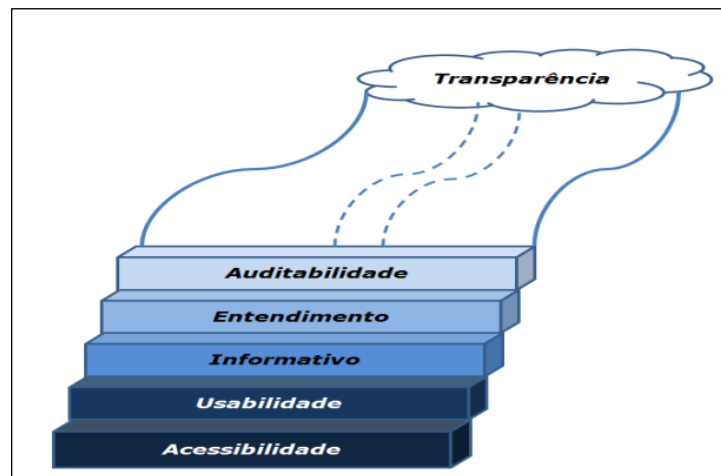 Transparência
Auditabilidade
Entendimento
Informativo
Usabilidade
Acessibilidade